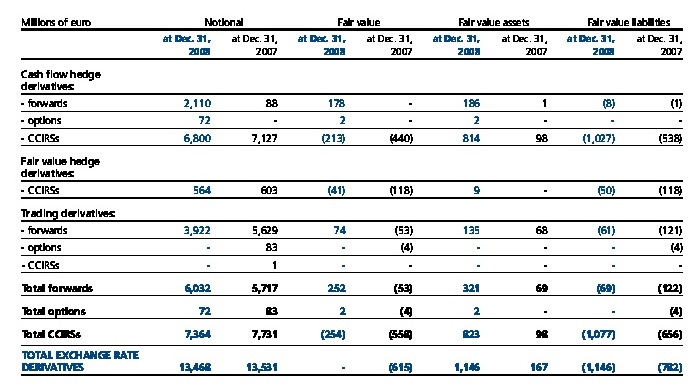 Millions of euro Notional Fair value Fair value assets Fair value liabilities
at Dec. 31, at Dec. 31, at Dec. 31, at Dec. 31, at Dec. 31, at Dec. 31, at Dec. 31, at Dec. 31,
2008 2007 2008 2007 2008 2007 2008 2007
Cash flow hedge
derivatives:
- forwards 2,110 88 178 - 186 1 (8) (1)
- options 72 - 2 - 2 - - -
- CCIRSs 6,800 7,127 (213) (440) 814 98 (1,027) (538)
Fair value hedge
derivatives:
- CCIRSs 564 603 (41) (118) 9 - (50) (118)
Trading derivatives:
- forwards 3,922 5,629 74 (53) 135 68 (61) (121)
- options - 83 - (4) - - - (4)
- CCIRSs - 1 - - - - - -
Total forwards 6,032 5,717 252 (53) 321 69 (69) (122)
Total options 72 83 2 (4) 2 - - (4)
Total CCIRSs 7,364 7,731 (254) (558) 823 98 (1,077) (656)
TOTAL EXCHANGE RATE
DERIVATIVES 13,468 13,531 - (615) 1,146 167 (1,146) (782)